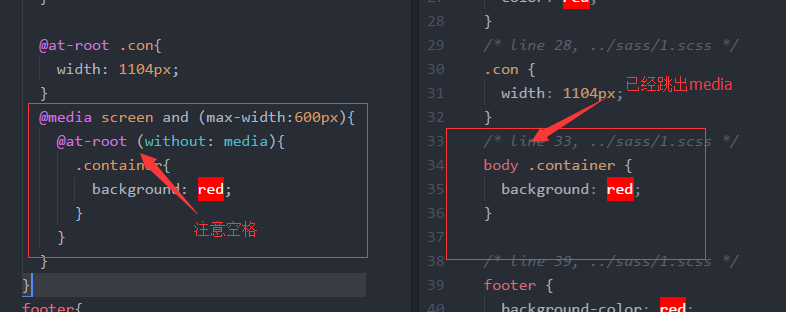 }
@at-root .con{
width: 1104px;
}
@media screen and (max-width:600px){
@at-root (without: media){
.container{
background: red;
}
}
}
}
footer{
注意空格
28 }
29 /* line 28, ../sass/1.scss */
30 .con {
31 width: 1104px;
32 }
33 /* line 33, ../sass/1.scss */
34 body .container {
35 background: red;
36 }
37
38 /* line 39, ../sass/1.scss */
39 footer {
40 background-color: red;
已经跳出media